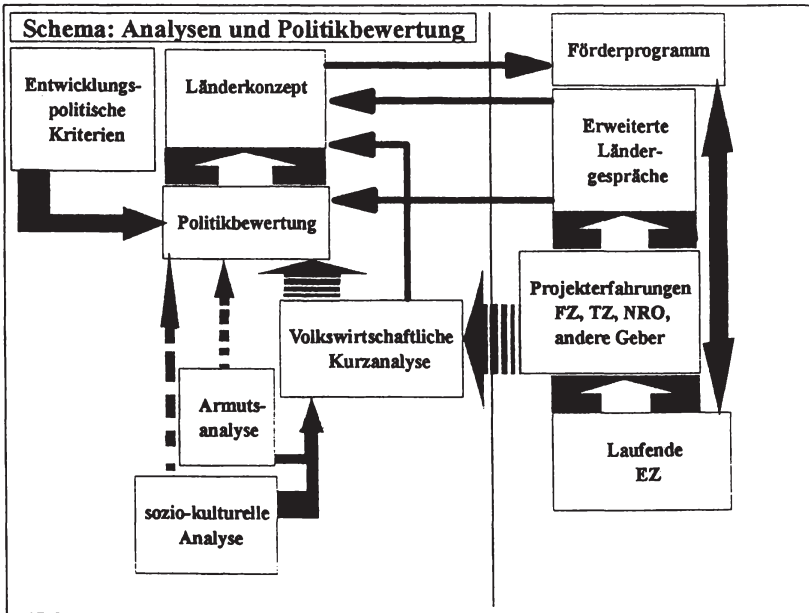 Schema: Analysen und Politikbewertung
Entwicklungs-
politische
Kriterien
Länderkonzept
Förderprogramm
Erweiterte
Länder-
gespräche
Politikbewertung
Projekterfahrungen
FZ, TZ, NRO,
andere Geber
Volkswirtschaftliche
Kurzanalyse
Armuts-
analyse
Laufende
EZ
sozio-kulturelle
Analyse